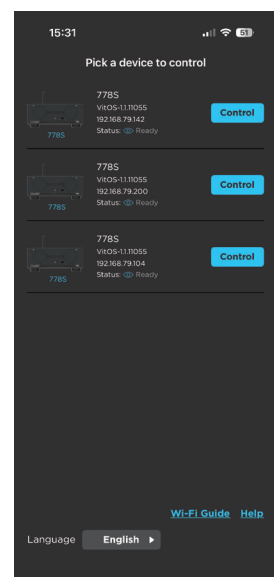 15:31
51
Pick a device to control
778S
VitOS-1.1.11055
192.168.79.142
Status: Ready
778S
Control
778S
VitOS-1.1.11055
192.168.79.200
Status: Ready
778S
Control
778S
VitOS-1.1.11055
192.168.79.104
Status: Ready
778S
Control
Wi-Fi Guide Help
Language English